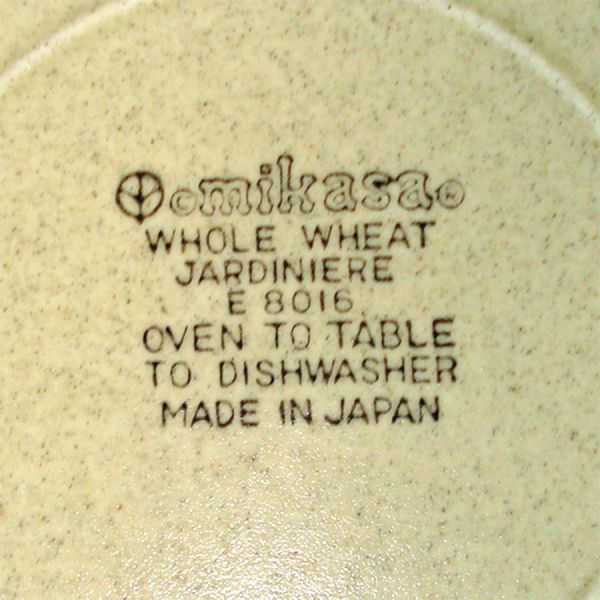 ©mikasa®
WHOLE WHEAT
JARDINIERE
E 8016
OVEN TO TABLE
TO DISHWASHER
MADE IN JAPAN